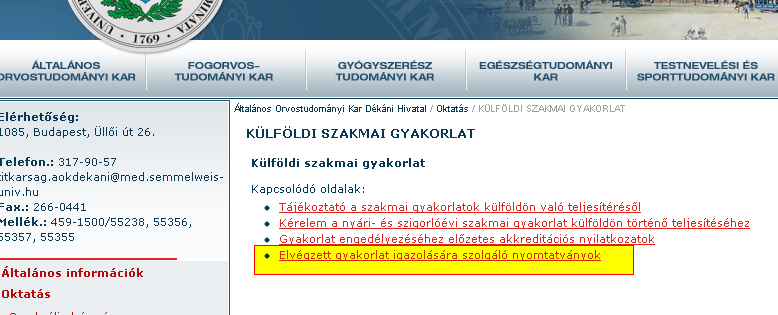 1769
ÁLTALÁNOS
ORVOSTUDOMÁNYI KAR
FOGORVOS-
TUDOMÁNYI KAR
GYÓGYSZERÉSZ
TUDOMÁNYI KAR
EGÉSZSÉGTUDOMÁNYI
KAR
TESTNEVELÉSI ÉS
SPORTTUDOMÁNYI KAR
Általános Orvostudományi Kar Dékáni Hivatal / Oktatás / KÜLFÖLDI SZAKMAI GYAKORLAT
Elérhetőség:
1085, Budapest, Üllői út 26.
Telefon.: 317-90-57
titkarsag.aokdekani@med.semmelweis-
univ.hu
Fax.: 266-0441
Mellék.: 459-1500/55238, 55356,
55357, 55355
Általános információk
Oktatás
KÜLFÖLDI SZAKMAI GYAKORLAT
Külföldi szakmai gyakorlat
Kapcsolódó oldalak:
Tájékoztató a szakmai gyakorlatok külföldön való teljesítérésől
Kérelem a nyári- és szigorlóévi szakmai gyakorlat külföldön történő teljesítéséhez
Gyakorlat engedélyezéséhez előzetes akkreditációs nyilatkozatok
Elvégzett gyakorlat igazolására szolgáló nyomtatványok